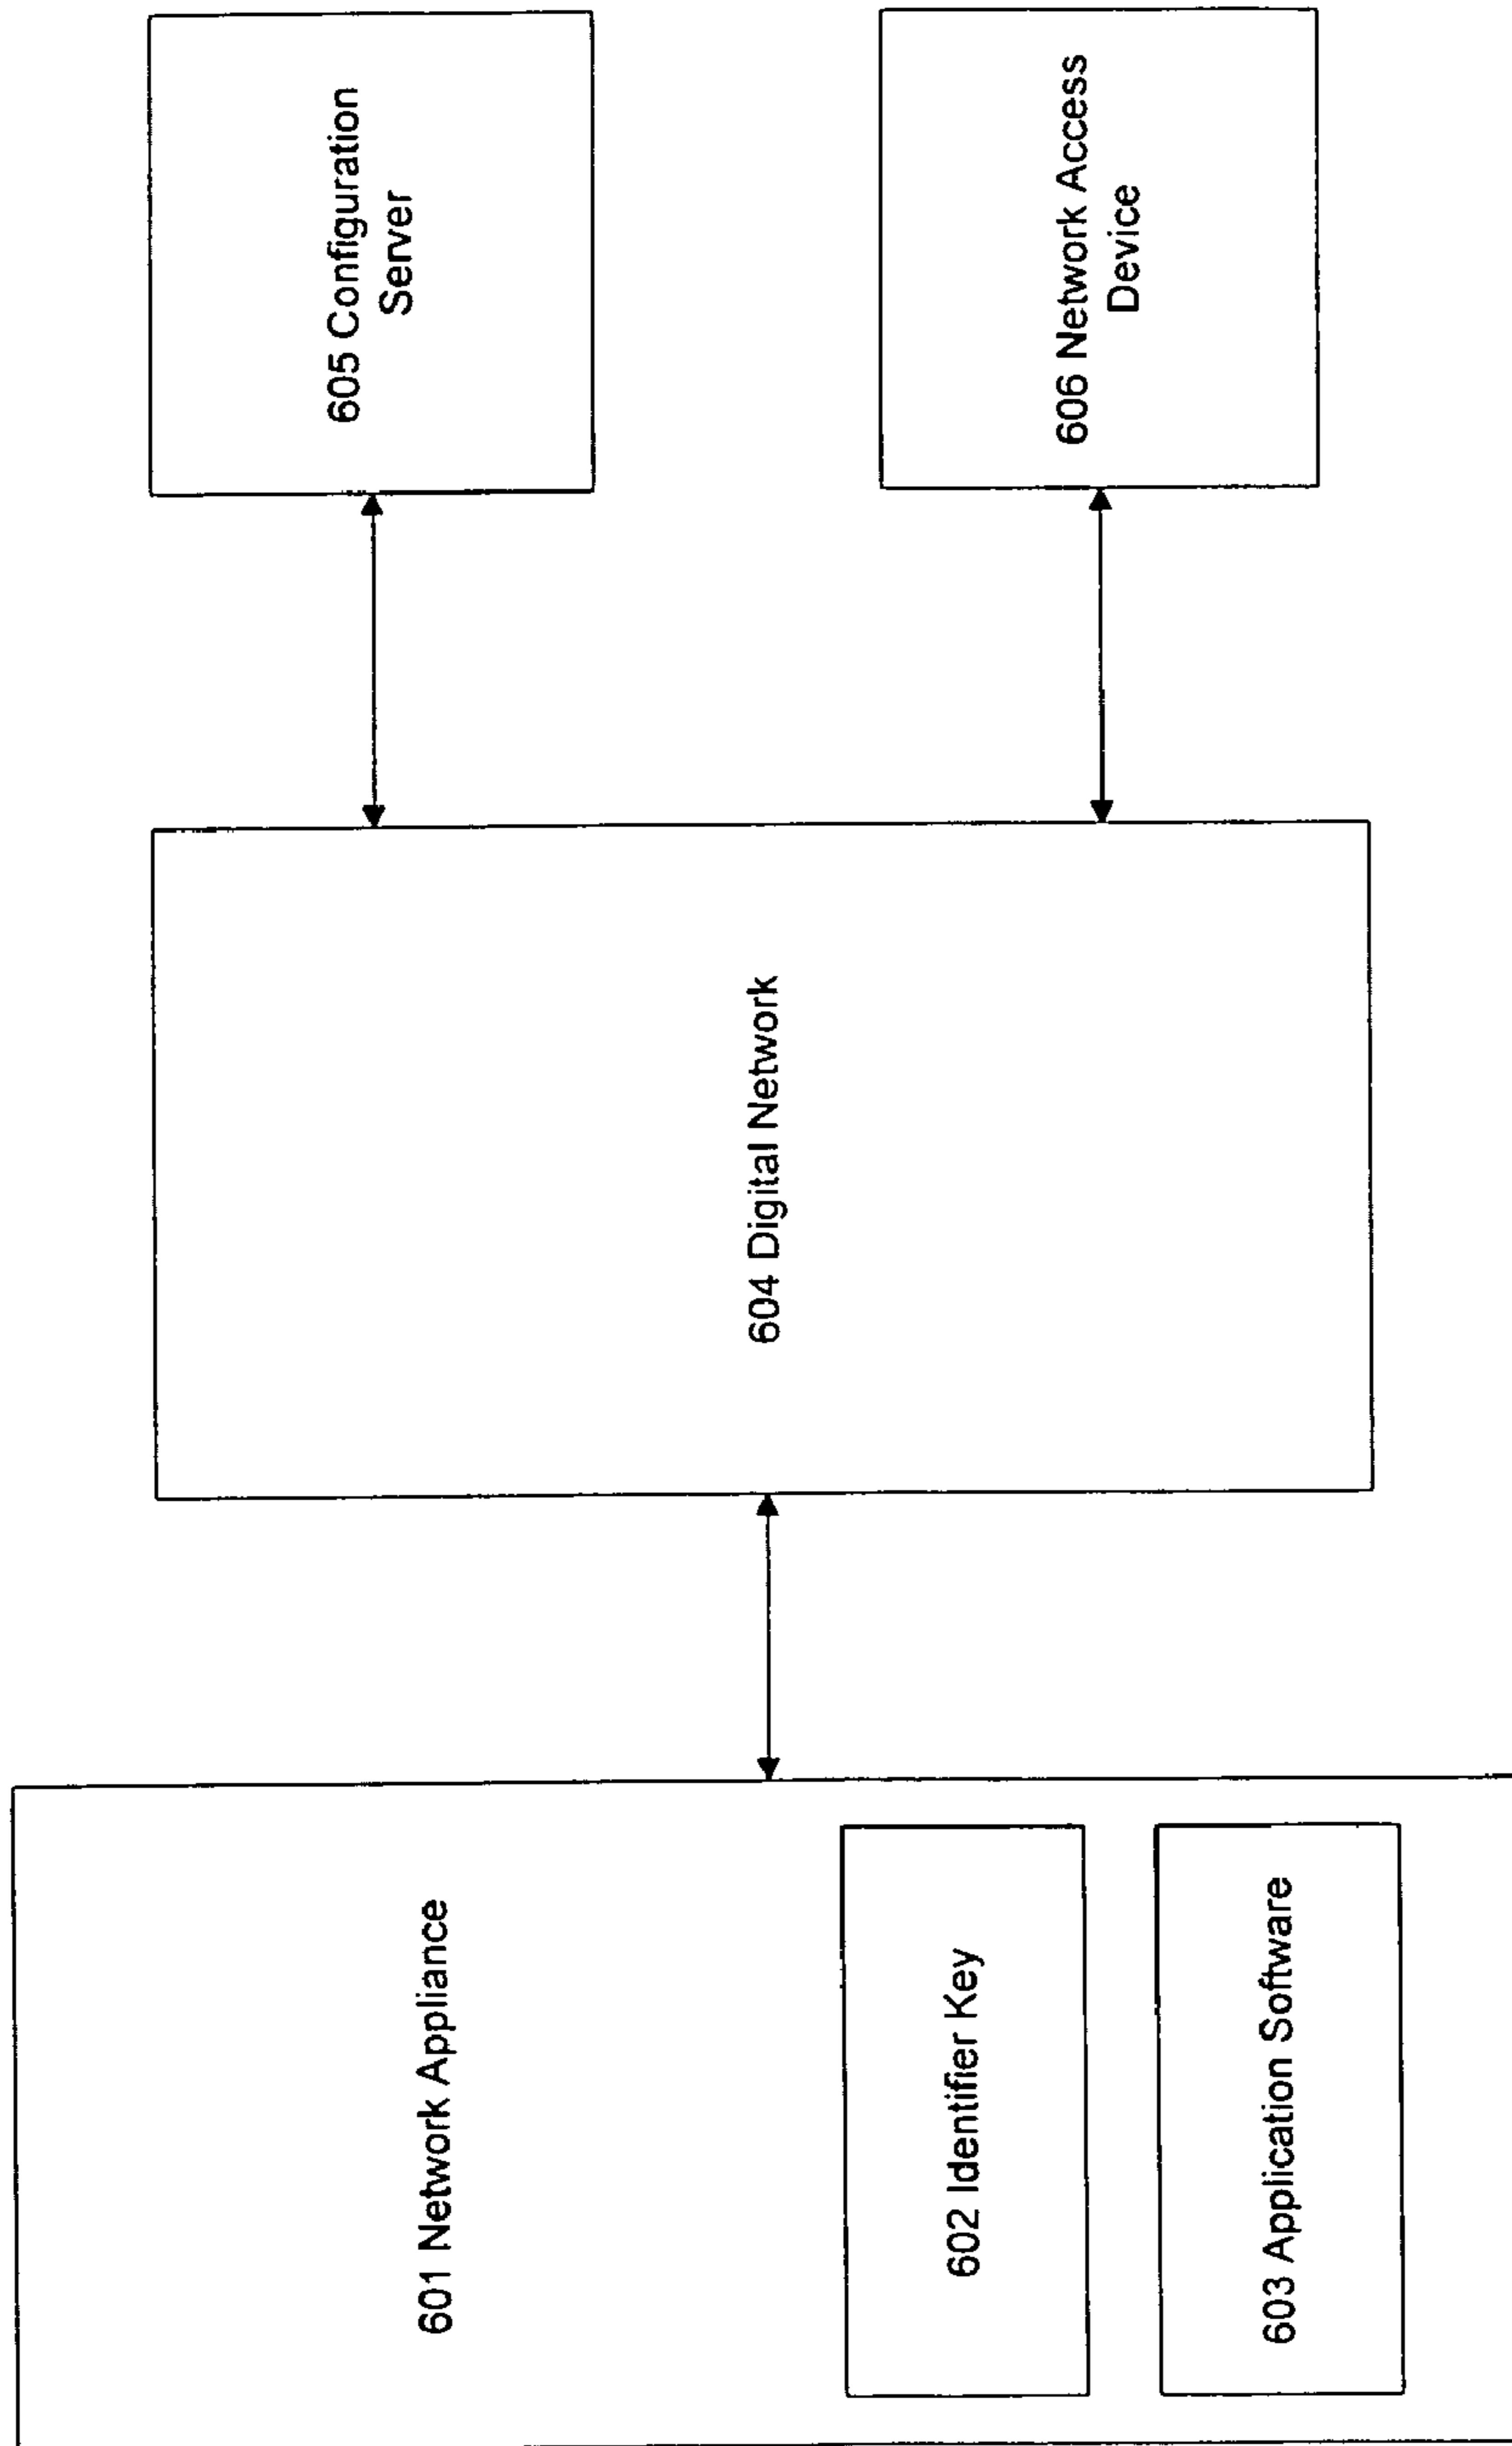 601 Network Appliance
602 Identifier Key
603 Application Software
604 Digital Network
605 Configuration
Server
606 Network Access
Device